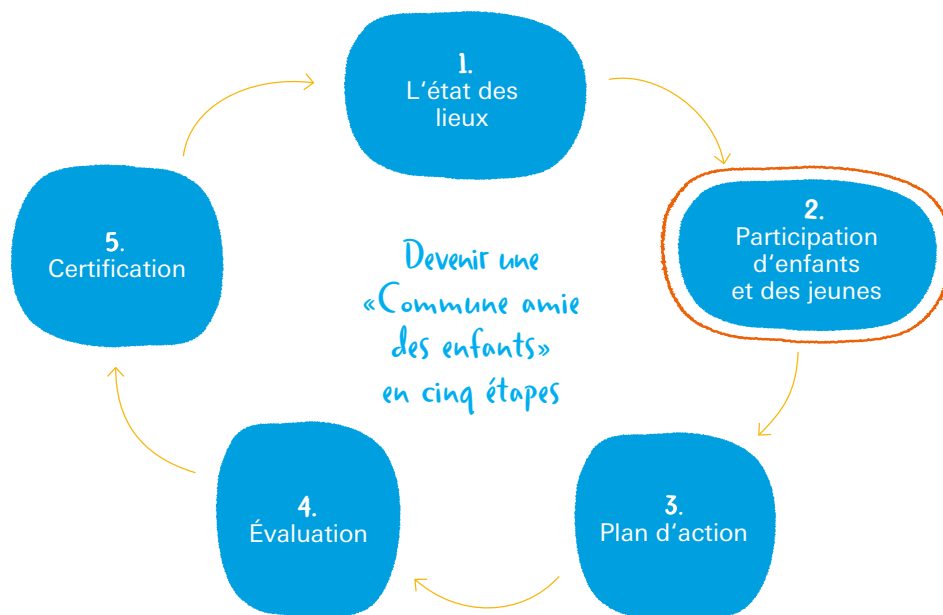 1.
L'état des
lieux
2.
Participation
d'enfants
et des jeunes
3.
Plan d'action
4.
Évaluation
5.
Certification
Devenir une
«Commune amie
des enfants»
en cinq étapes